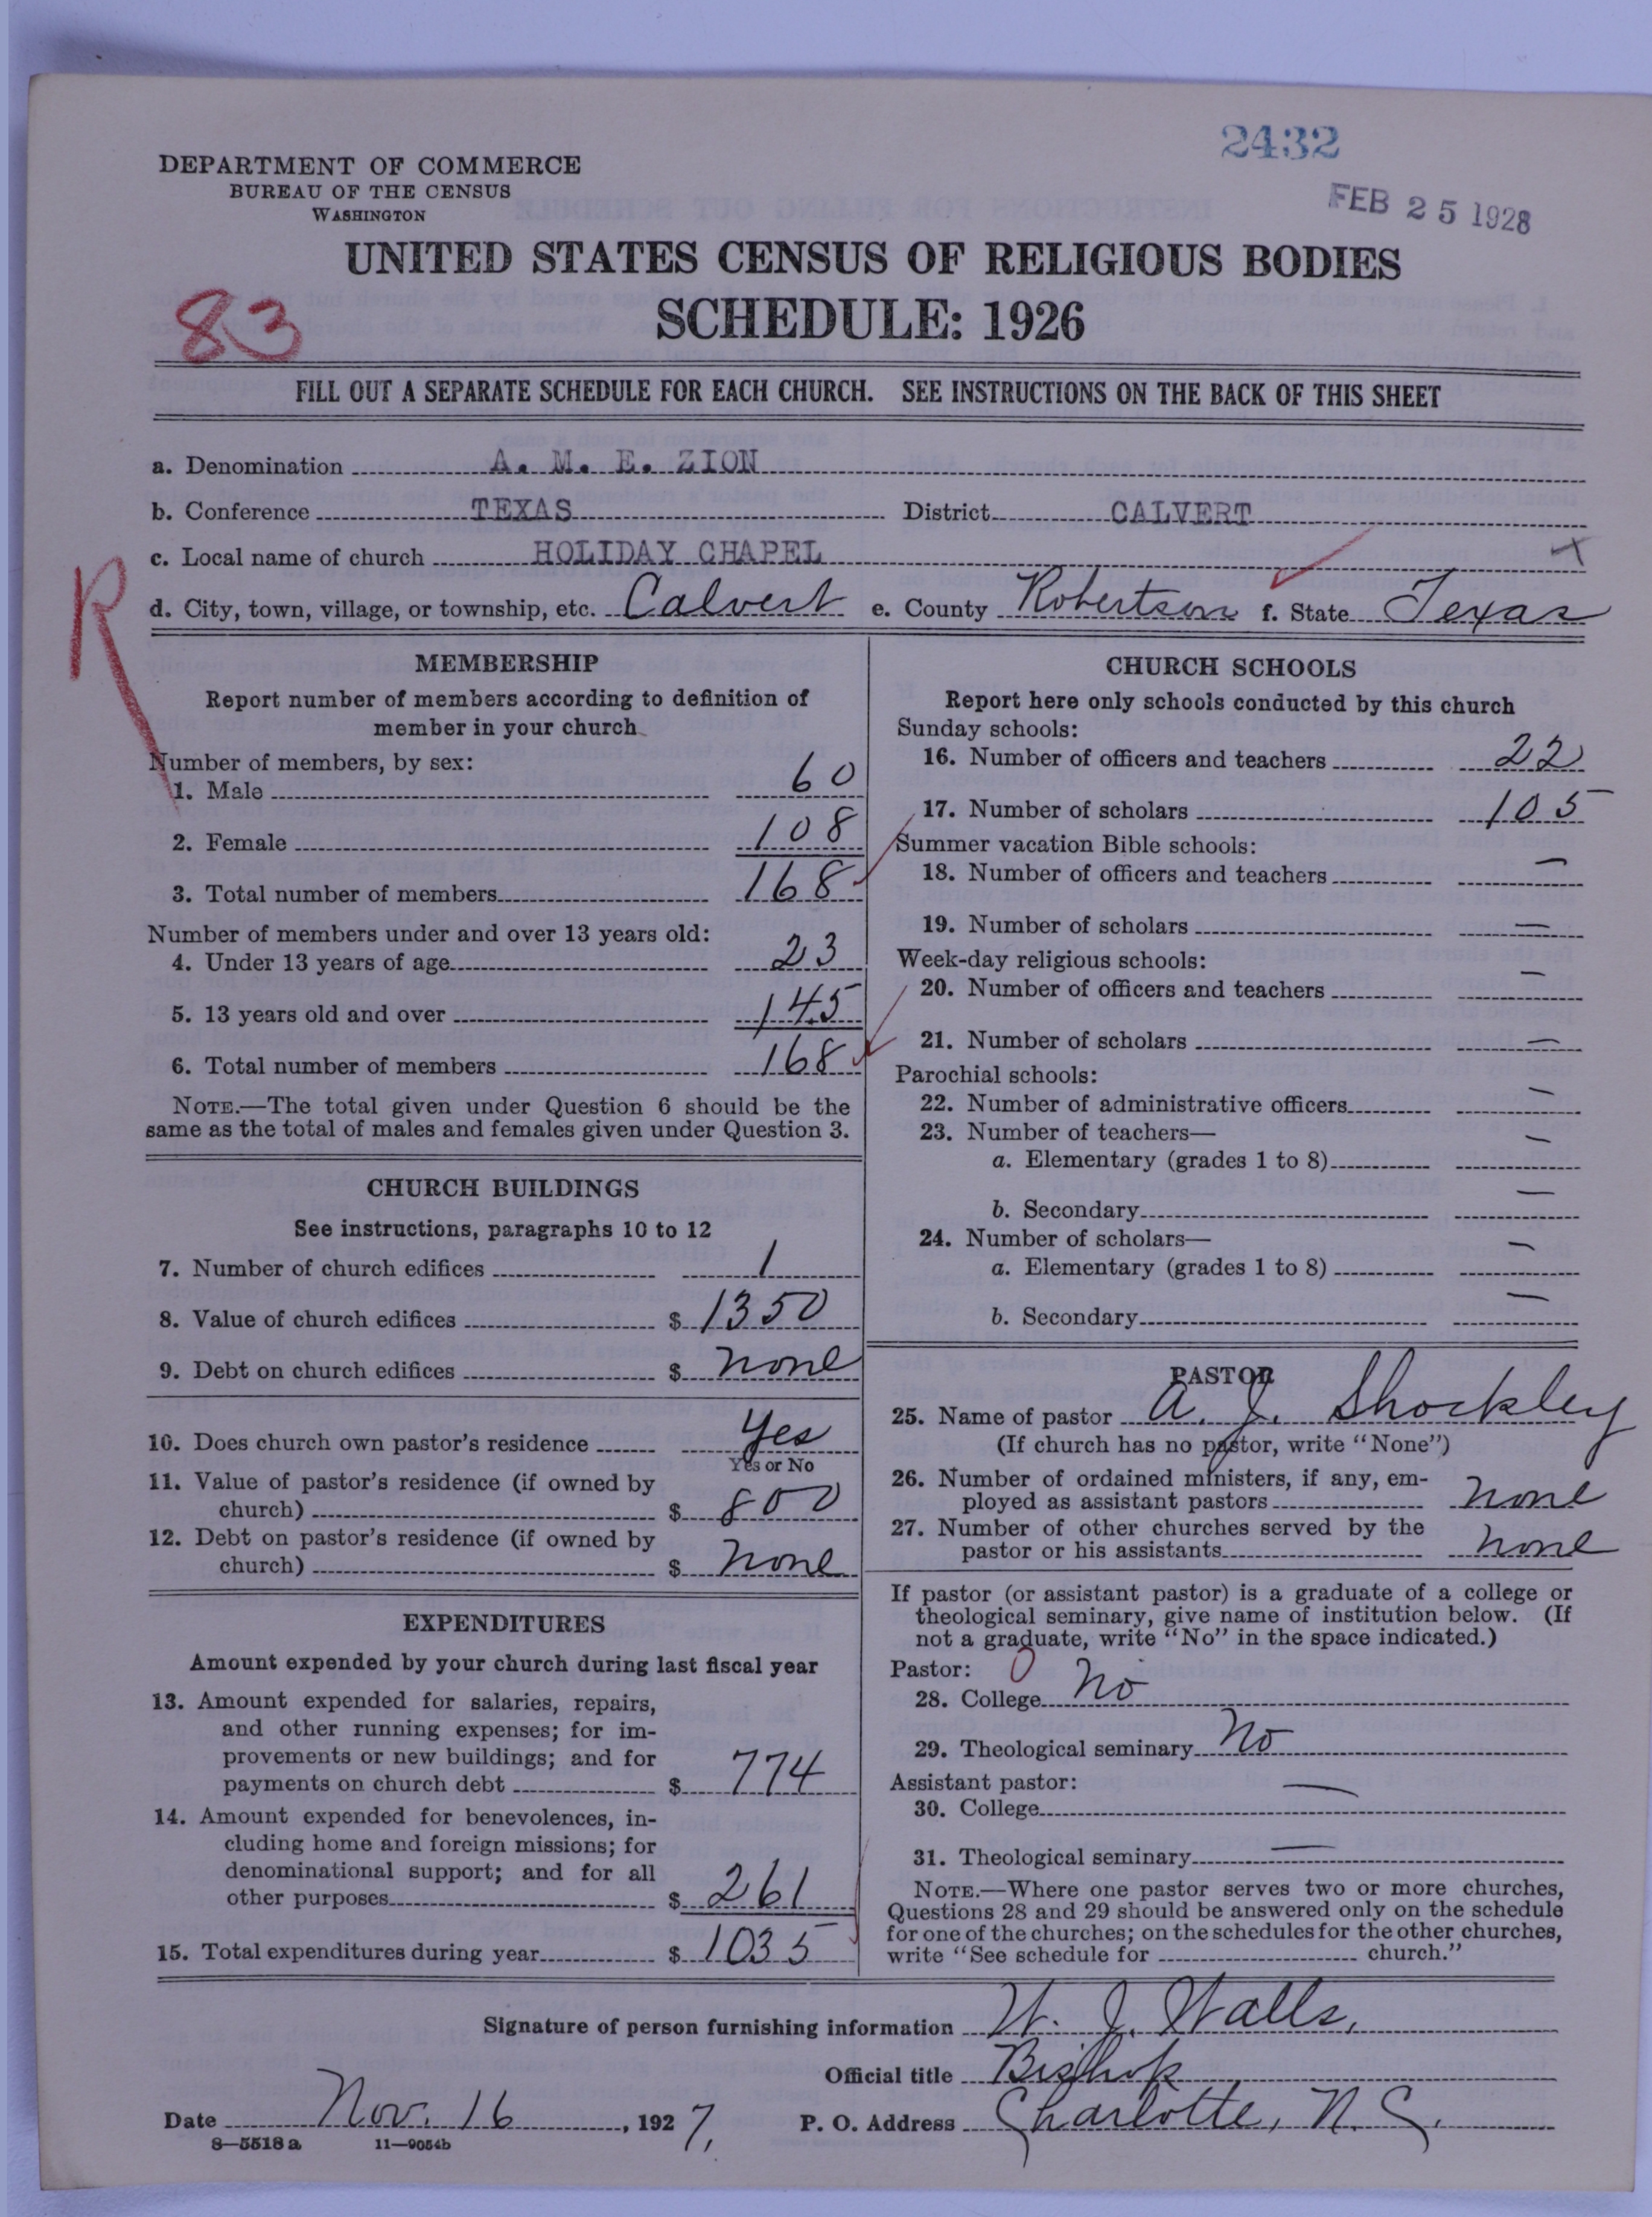 2432
DEPARTMENT OF COMMERCE
BUREAU OF THE CENSUS
WASHINGTON
FEB 25 1928
UNITED STATES CENSUS OF RELIGIOUS BODIES
SCHEDULE: 1926
83
FILL OUT A SEPARATE SCHEDULE FOR EACH CHURCH. SEE INSTRUCTIONS ON THE BACK OF THIS SHEET
a. Denomination A. M. E. ZION
b. Conference TEXAS District CALVERT
c. Local name of church HOLIDAY CHAPEL
d. City, town, village, or township, etc. Calvert e. County Robertson f. State Texas
R
MEMBERSHIP
Report number of members according to definition of
member in your church
Number of members, by sex:
1. Male 60
2. Female 108
3. Total number of members 168
Number of members under and over 13 years old:
4. Under 13 years of age 23
5. 13 years old and over 145
6. Total number of members 168
NOTE.—The total given under Question 6 should be the
same as the total of males and females given under Question 3.
CHURCH BUILDINGS
See instructions, paragraphs 10 to 12
7. Number of church edifices 1
8. Value of church edifices $ 1350
9. Debt on church edifices $ none
10. Does church own pastor's residence Yes
Yes or No
11. Value of pastor's residence (if owned by
church) $ 800
12. Debt on pastor's residence (if owned by
church) $ none
EXPENDITURES
Amount expended by your church during last fiscal year
13. Amount expended for salaries, repairs,
and other running expenses; for im-
provements or new buildings; and for
payments on church debt $ 774
14. Amount expended for benevolences, in-
cluding home and foreign missions; for
denominational support; and for all
other purposes $ 261
15. Total expenditures during year $ 1035
CHURCH SCHOOLS
Report here only schools conducted by this church
Sunday schools:
16. Number of officers and teachers 22
17. Number of scholars 105
Summer vacation Bible schools:
18. Number of officers and teachers —
19. Number of scholars —
Week-day religious schools:
20. Number of officers and teachers —
21. Number of scholars —
Parochial schools:
22. Number of administrative officers —
23. Number of teachers—
a. Elementary (grades 1 to 8) —
b. Secondary —
24. Number of scholars—
a. Elementary (grades 1 to 8) —
b. Secondary —
PASTOR
25. Name of pastor A. J. Shockley
(If church has no pastor, write "None")
26. Number of ordained ministers, if any, em-
ployed as assistant pastors none
27. Number of other churches served by the
pastor or his assistants none
If pastor (or assistant pastor) is a graduate of a college or
theological seminary, give name of institution below. (If
not a graduate, write "No" in the space indicated.)
Pastor: 0
28. College No
29. Theological seminary No
Assistant pastor:
30. College —
31. Theological seminary —
NOTE.—Where one pastor serves two or more churches,
Questions 28 and 29 should be answered only on the schedule
for one of the churches; on the schedules for the other churches,
write "See schedule for church."
Signature of person furnishing information W. J. Walls,
Official title Bishop
Date Nov. 16, 1927, P. O. Address Charlotte, N. C.
8—5518 a 11—9054b